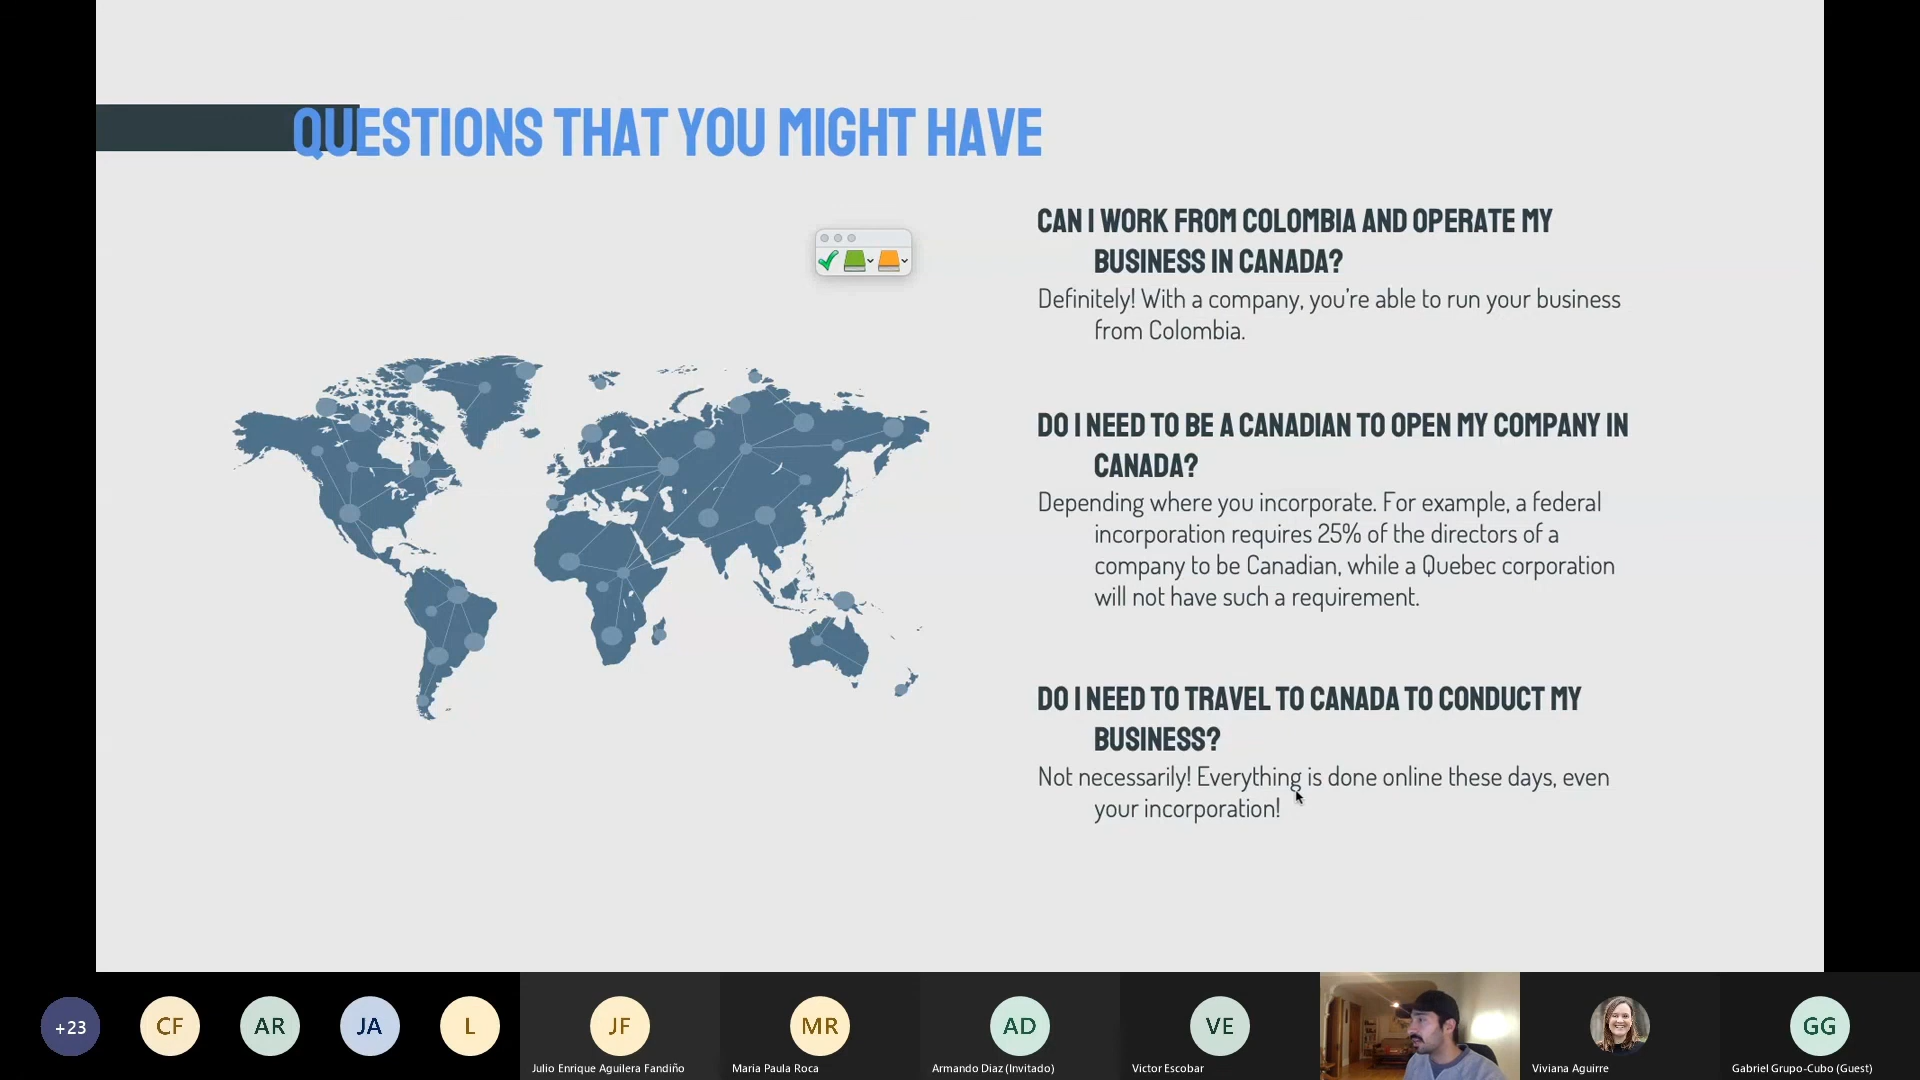 QUESTIONS THAT YOU MIGHT HAVE
CAN I WORK FROM COLOMBIA AND OPERATE MY
BUSINESS IN CANADA?
Definitely! With a company, you're able to run your business
from Colombia.
DO I NEED TO BE A CANADIAN TO OPEN MY COMPANY IN
CANADA?
Depending where you incorporate. For example, a federal
incorporation requires 25% of the directors of a
company to be Canadian, while a Quebec corporation
will not have such a requirement.
DO I NEED TO TRAVEL TO CANADA TO CONDUCT MY
BUSINESS?
Not necessarily! Everything is done online these days, even
your incorporation!
+23
CF
AR
JA
L
JF
MR
AD
VE
GG
Julio Enrique Aguilera Fandiño
Maria Paula Roca
Armando Diaz (Invitado)
Victor Escobar
Viviana Aguirre
Gabriel Grupo-Cubo (Guest)